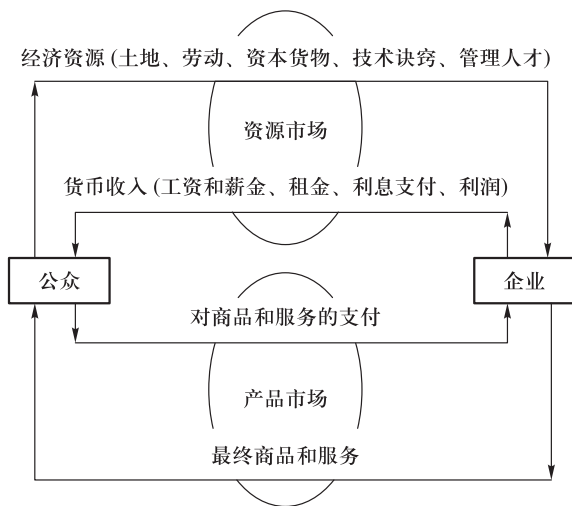 经济资源 (土地、劳动、资本货物、技术诀窍、管理人才)
资源市场
货币收入 (工资和薪金、租金、利息支付、利润)
公众
企业
对商品和服务的支付
产品市场
最终商品和服务